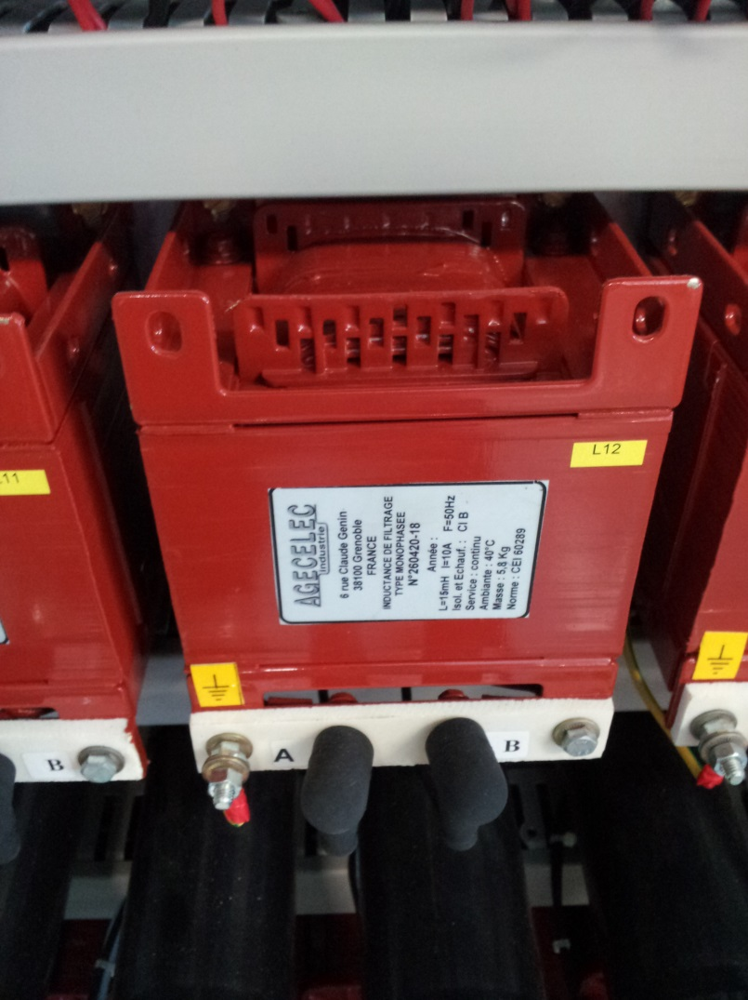 L11
L12
AGECELEC
Industrie
6 rue Claude Genin
38100 Grenoble
FRANCE
INDUCTANCE DE FILTRAGE
TYPE MONOPHASEE
N°260420-18
Année :
L=15mH I=10A F=50Hz
Isol. et Echauf. : Cl B
Service : continu
Ambiante : 40°C
Masse : 5,8 Kg
Norme : CEI 60289
B
A
B